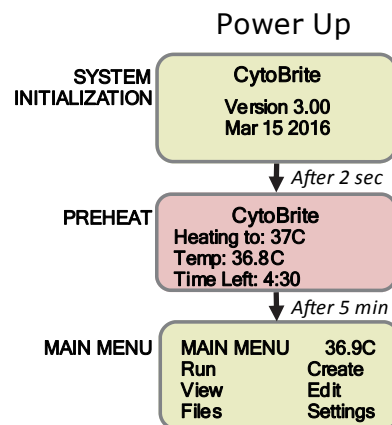 Power Up
SYSTEM
INITIALIZATION
CytoBrite
Version 3.00
Mar 15 2016
After 2 sec
PREHEAT
CytoBrite
Heating to: 37C
Temp: 36.8C
Time Left: 4:30
After 5 min
MAIN MENU
MAIN MENU 36.9C
Run Create
View Edit
Files Settings